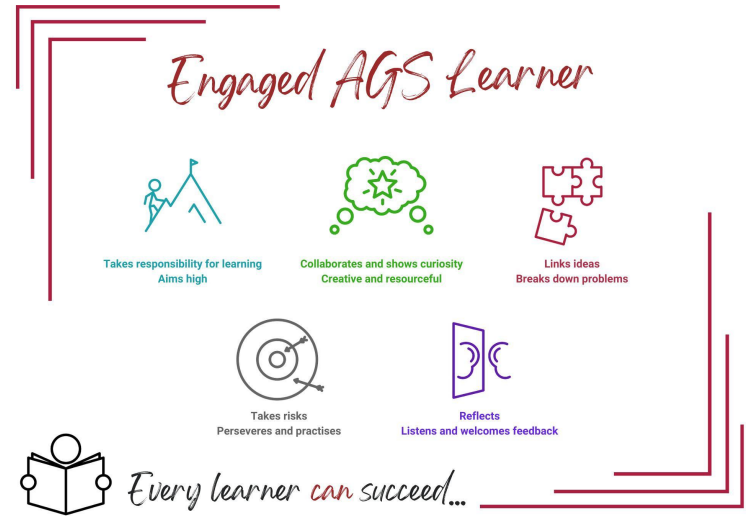 Engaged AGS Learner
Takes responsibility for learning
Aims high
Collaborates and shows curiosity
Creative and resourceful
Links ideas
Breaks down problems
Takes risks
Perseveres and practises
Reflects
Listens and welcomes feedback
Every learner can succeed...